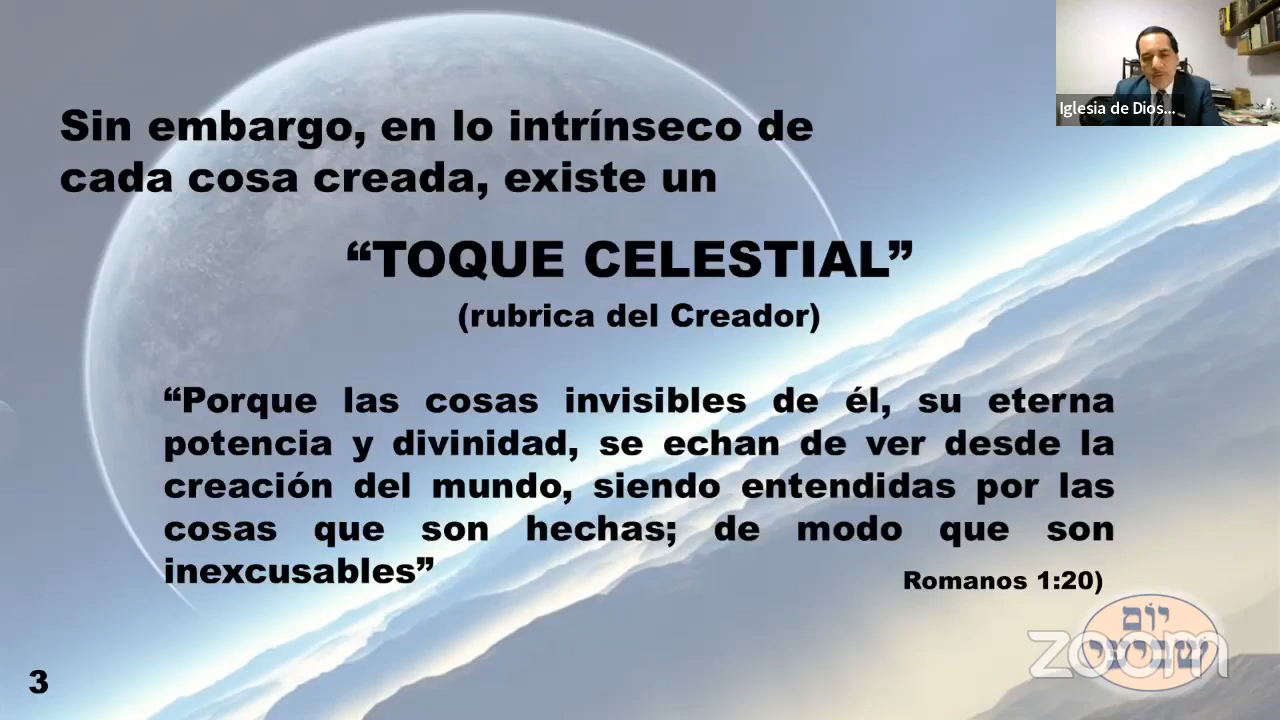 Iglesia de Dios...
Sin embargo, en lo intrínseco de
cada cosa creada, existe un
“TOQUE CELESTIAL”
(rubrica del Creador)
“Porque las cosas invisibles de él, su eterna
potencia y divinidad, se echan de ver desde la
creación del mundo, siendo entendidas por las
cosas que son hechas; de modo que son
inexcusables”
Romanos 1:20)
יוֹם
שביעי
zoom
3